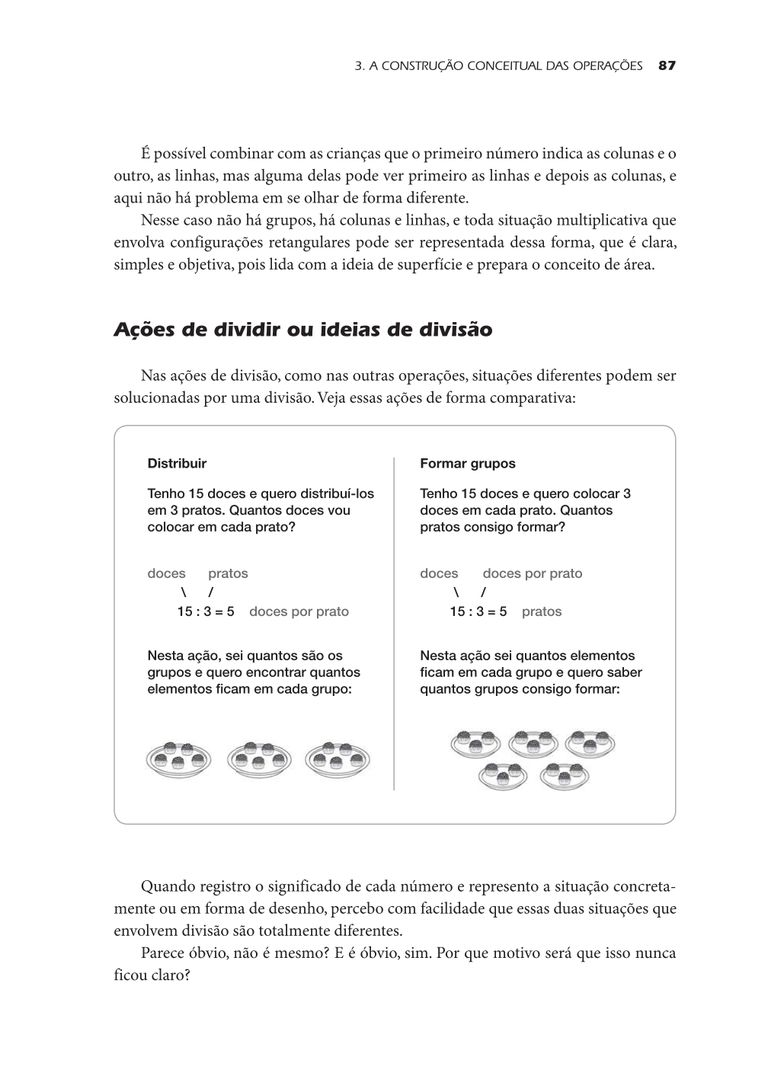 3. A CONSTRUÇÃO CONCEITUAL DAS OPERAÇÕES 87
É possível combinar com as crianças que o primeiro número indica as colunas e o
outro, as linhas, mas alguma delas pode ver primeiro as linhas e depois as colunas, e
aqui não há problema em se olhar de forma diferente.
Nesse caso não há grupos, há colunas e linhas, e toda situação multiplicativa que
envolva configurações retangulares pode ser representada dessa forma, que é clara,
simples e objetiva, pois lida com a ideia de superfície e prepara o conceito de área.
Ações de dividir ou ideias de divisão
Nas ações de divisão, como nas outras operações, situações diferentes podem ser
solucionadas por uma divisão. Veja essas ações de forma comparativa:
Distribuir
Tenho 15 doces e quero distribuí-los
em 3 pratos. Quantos doces vou
colocar em cada prato?
doces pratos
\ /
15 : 3 = 5 doces por prato
Nesta ação, sei quantos são os
grupos e quero encontrar quantos
elementos ficam em cada grupo:
Formar grupos
Tenho 15 doces e quero colocar 3
doces em cada prato. Quantos
pratos consigo formar?
doces doces por prato
\ /
15 : 3 = 5 pratos
Nesta ação sei quantos elementos
ficam em cada grupo e quero saber
quantos grupos consigo formar:
Quando registro o significado de cada número e represento a situação concreta-
mente ou em forma de desenho, percebo com facilidade que essas duas situações que
envolvem divisão são totalmente diferentes.
Parece óbvio, não é mesmo? E é óbvio, sim. Por que motivo será que isso nunca
ficou claro?